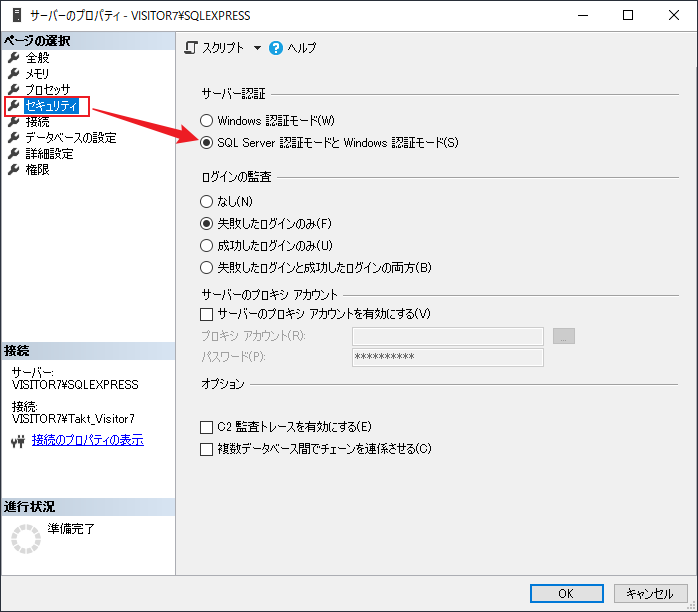 サーバーのプロパティ - VISITOR7¥SQLEXPRESS
ページの選択
全般
メモリ
プロセッサ
セキュリティ
接続
データベースの設定
詳細設定
権限
スクリプト
ヘルプ
サーバー認証
Windows 認証モード(W)
SQL Server 認証モードと Windows 認証モード(S)
ログインの監査
なし(N)
失敗したログインのみ(F)
成功したログインのみ(U)
失敗したログインと成功したログインの両方(B)
サーバーのプロキシ アカウント
サーバーのプロキシ アカウントを有効にする(V)
プロキシ アカウント(R):
...
パスワード(P):
**********
オプション
C2 監査トレースを有効にする(E)
複数データベース間でチェーンを連係させる(C)
接続
サーバー:
VISITOR7¥SQLEXPRESS
接続:
VISITOR7¥Takt_Visitor7
接続のプロパティの表示
進行状況
準備完了
OK
キャンセル